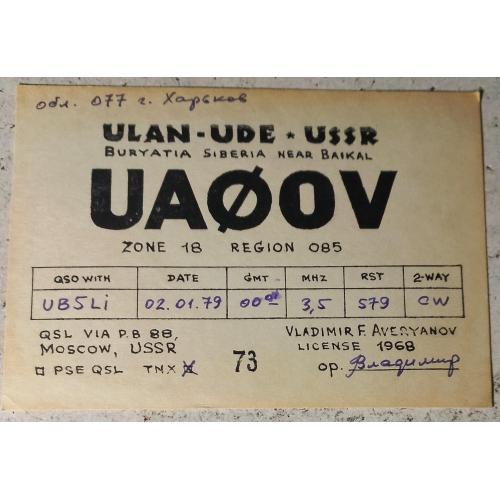 обл. 077 г. Харьков
ULAN-UDE * USSR
BURYATIA SIBERIA NEAR BAIKAL
UAØOV
ZONE 18 REGION 085
QSO WITH DATE GMT MHZ RST 2-WAY
UB5Li 02.01.79 00 3,5 579 CW
QSL VIA P.B 88,
MOSCOW, USSR
□ PSE QSL TNX
73
VLADIMIR F. AVERYANOV
LICENSE 1968
op. Владимир